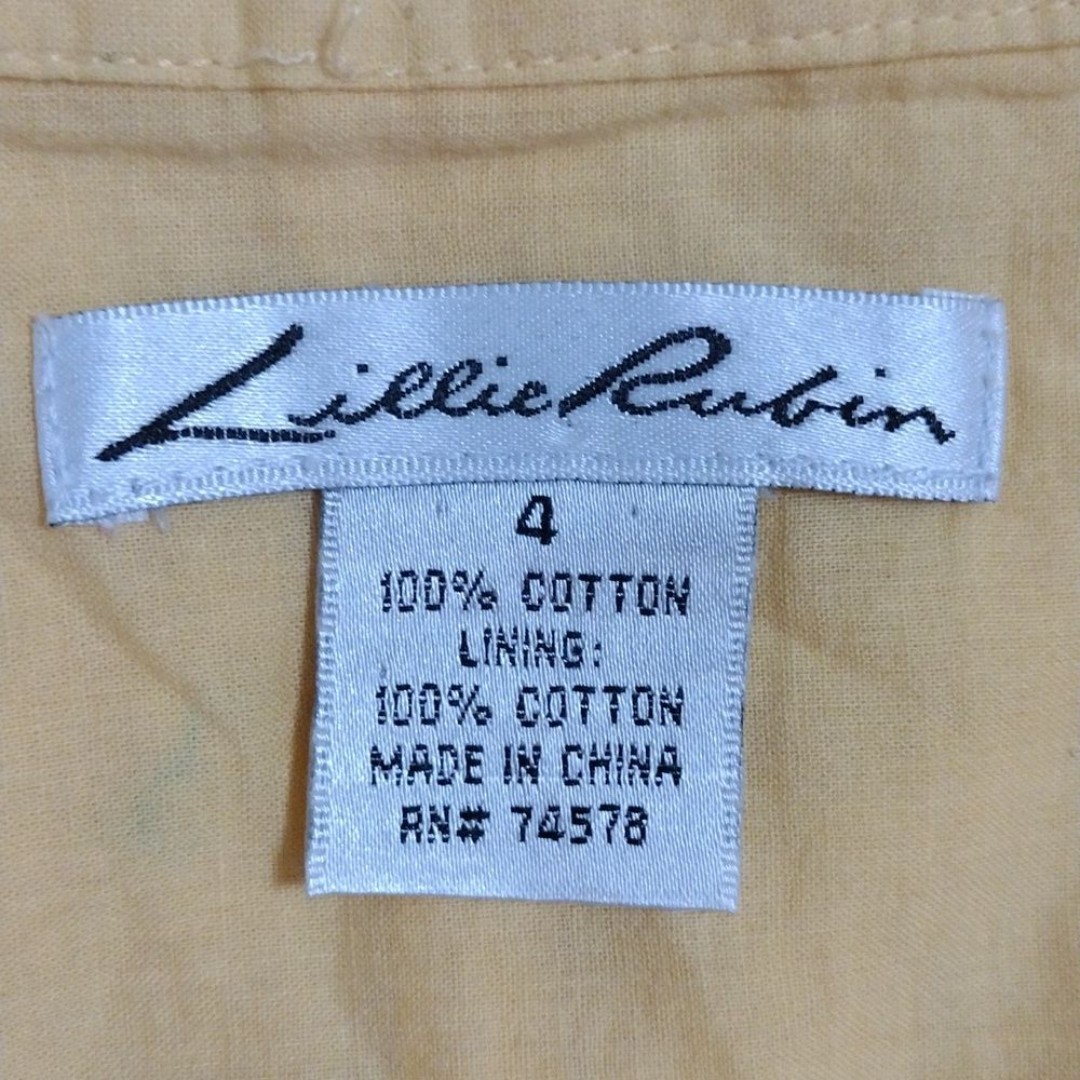 Lillie Rubin
4
100% COTTON
LINING:
100% COTTON
MADE IN CHINA
RN# 74578